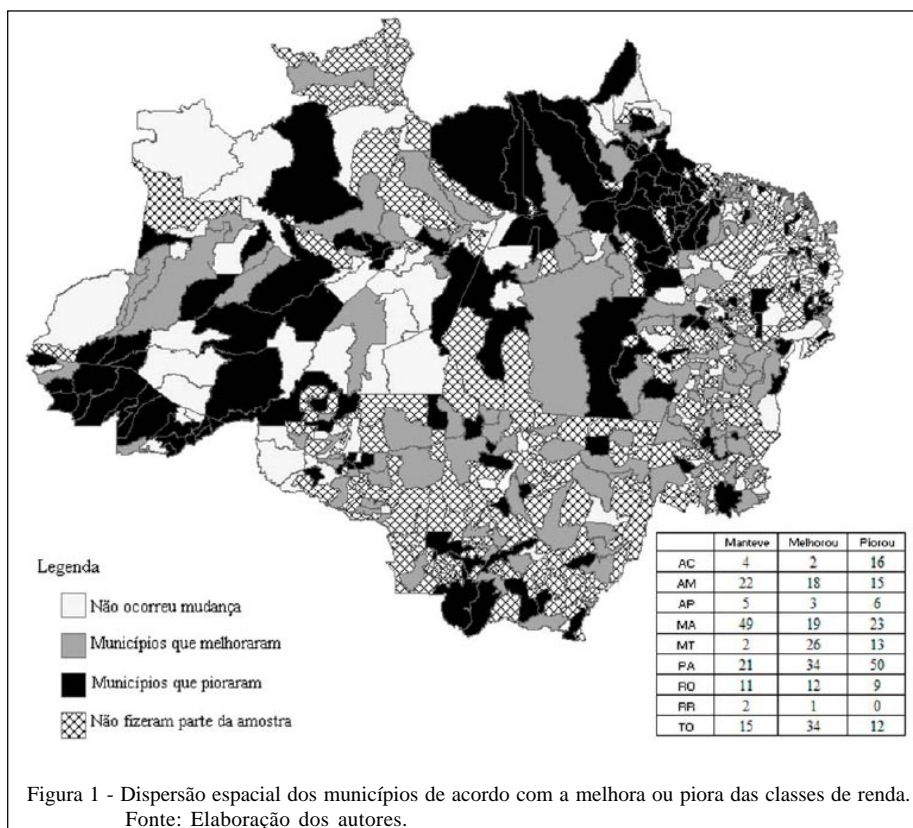 Manteve Melhorou Piorou
AC 4 2 16
AM 22 18 15
AP 5 3 6
MA 49 19 23
MT 2 26 13
PA 21 34 50
RO 11 12 9
RR 2 1 0
TO 15 34 12
Legenda
Não ocorreu mudança
Municípios que melhoraram
Municípios que pioraram
Não fizeram parte da amostra
Figura 1 - Dispersão espacial dos municípios de acordo com a melhora ou piora das classes de renda.
Fonte: Elaboração dos autores.